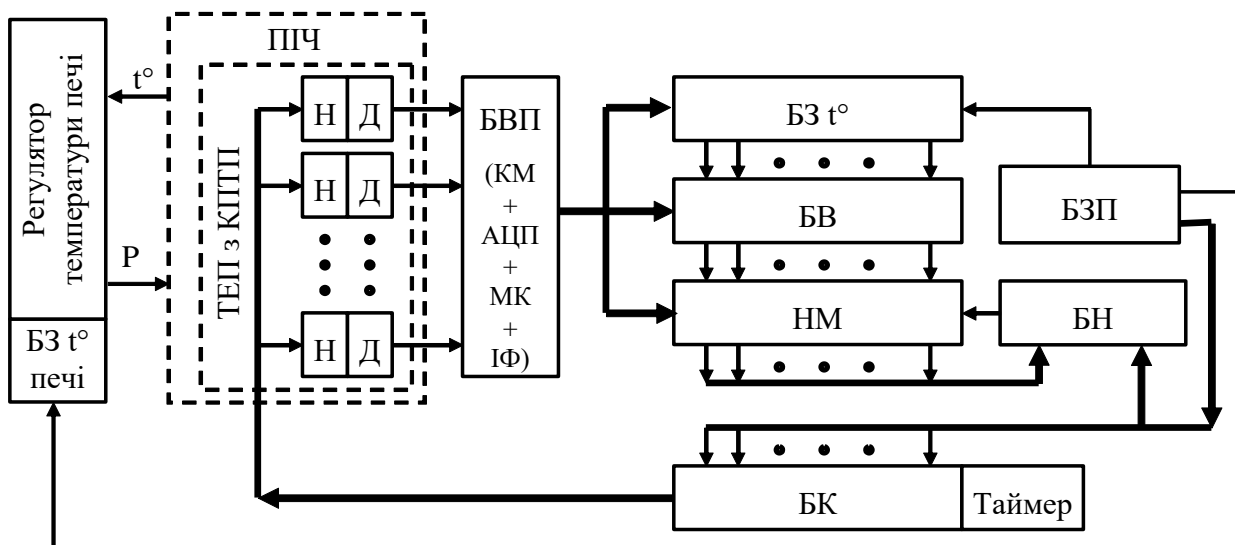 Регулятор
температури печі
БЗ t°
печі
t°
P
ПІЧ
ТЕП з КПТП
Н Д
Н Д
Н Д
БВП
(КМ
+
АЦП
+
МК
+
ІФ)
БЗ t°
БВ
НМ
БЗП
БН
БК
Таймер